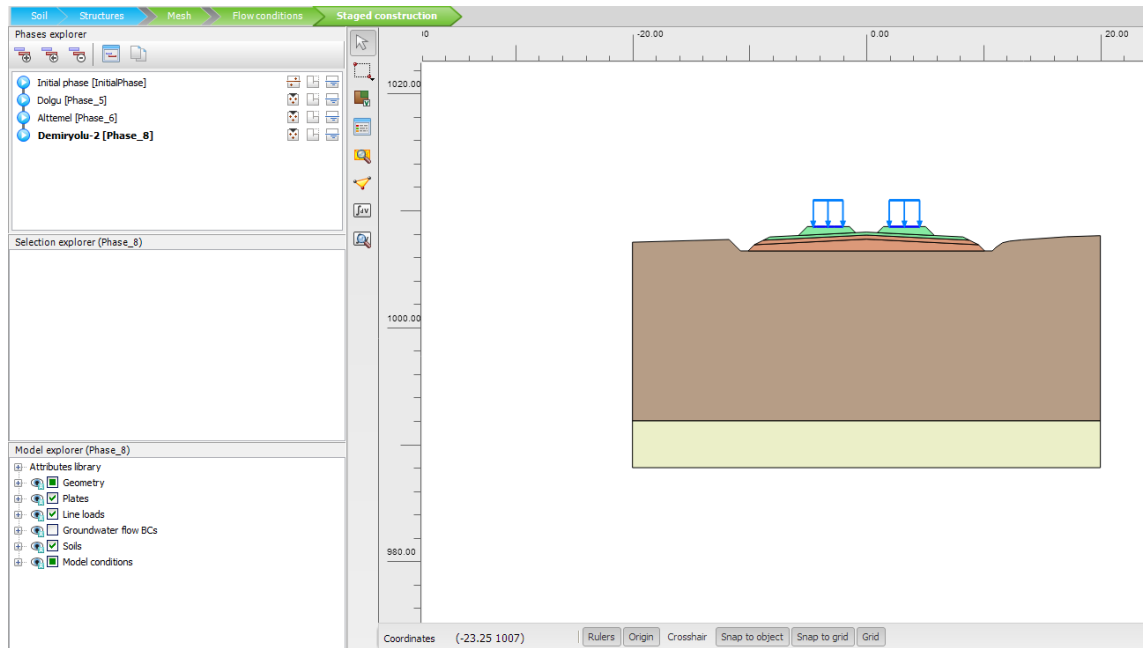 Soil Structures Mesh Flow conditions Staged construction
Phases explorer
Initial phase [InitialPhase]
Dolgu [Phase_5]
Alttemel [Phase_6]
Demiryolu-2 [Phase_8]
Selection explorer (Phase_8)
Model explorer (Phase_8)
Attributes library
Geometry
Plates
Line loads
Groundwater flow BCs
Soils
Model conditions
-20.00 0.00 20.00
1020.00
1000.00
980.00
Coordinates (-23.25 1007) Rulers Origin Crosshair Snap to object Snap to grid Grid